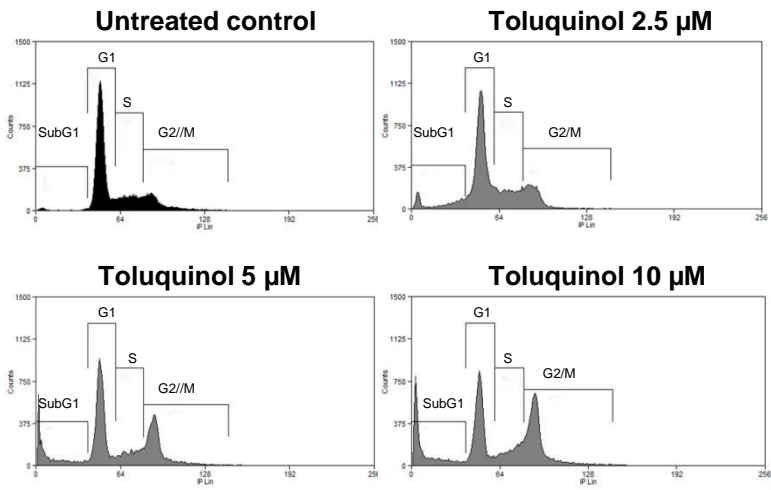 Untreated control
Toluquinol 2.5 µM
1500
1125
750
375
0
Counts
SubG1
G1
S
G2//M
0
64
128
192
256
IP Lin
1500
1125
750
375
0
Counts
SubG1
G1
S
G2/M
0
64
128
192
256
IP Lin
Toluquinol 5 µM
Toluquinol 10 µM
1500
1125
750
375
0
Counts
SubG1
G1
S
G2//M
0
64
128
192
256
IP Lin
1500
1125
750
375
0
Counts
SubG1
G1
S
G2/M
0
64
128
192
256
IP Lin